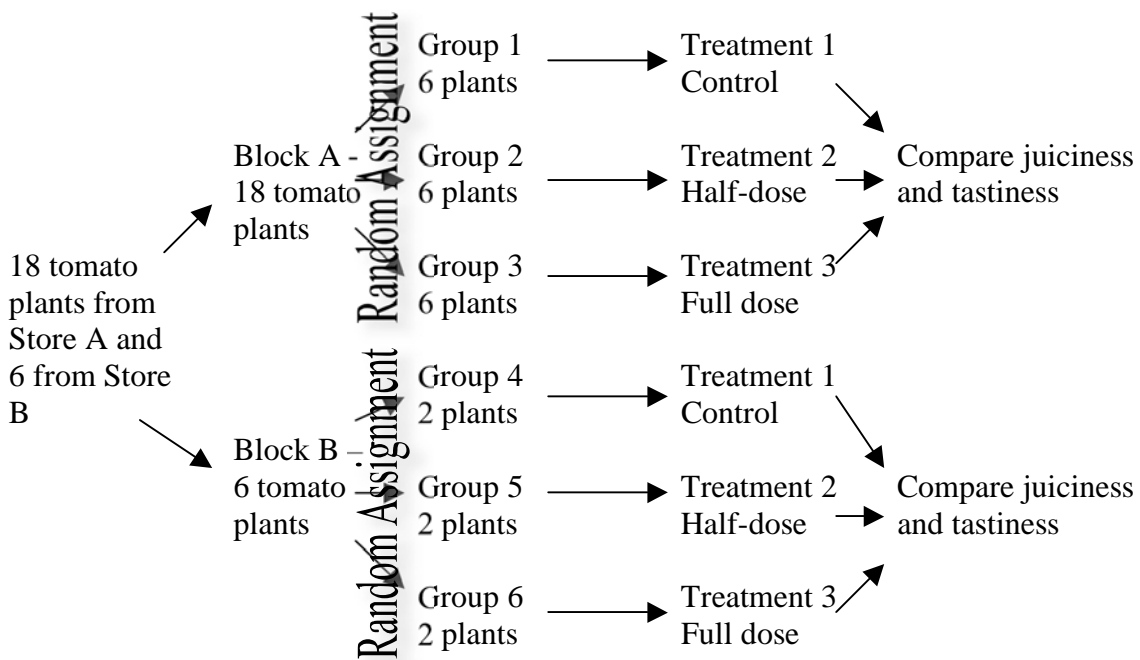 18 tomato
plants from
Store A and
6 from Store
B
Block A -
18 tomato
plants
Random Assignment
Group 1
6 plants
Treatment 1
Control
Group 2
6 plants
Treatment 2
Half-dose
Group 3
6 plants
Treatment 3
Full dose
Compare juiciness
and tastiness
Block B –
6 tomato
plants
Random Assignment
Group 4
2 plants
Treatment 1
Control
Group 5
2 plants
Treatment 2
Half-dose
Group 6
2 plants
Treatment 3
Full dose
Compare juiciness
and tastiness